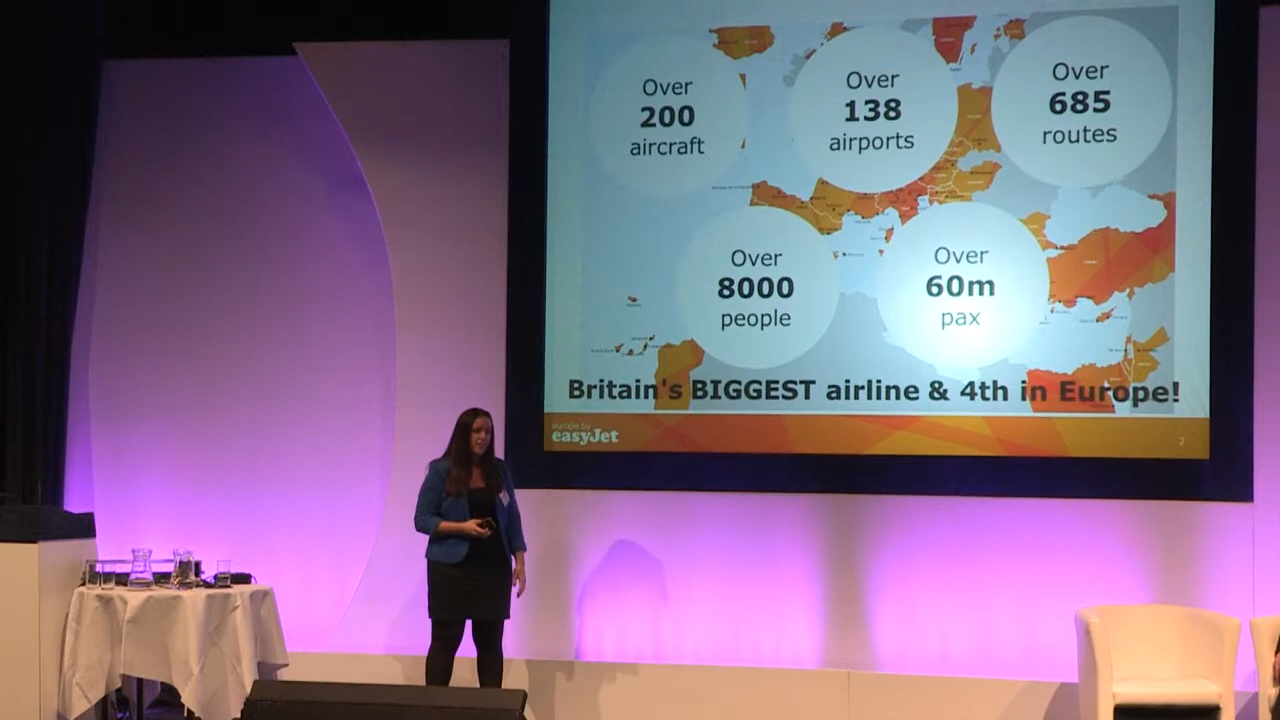 Over
200
aircraft
Over
138
airports
Over
685
routes
Over
8000
people
Over
60m
pax
Britain's BIGGEST airline & 4th in Europe!
europe by
easyJet
2